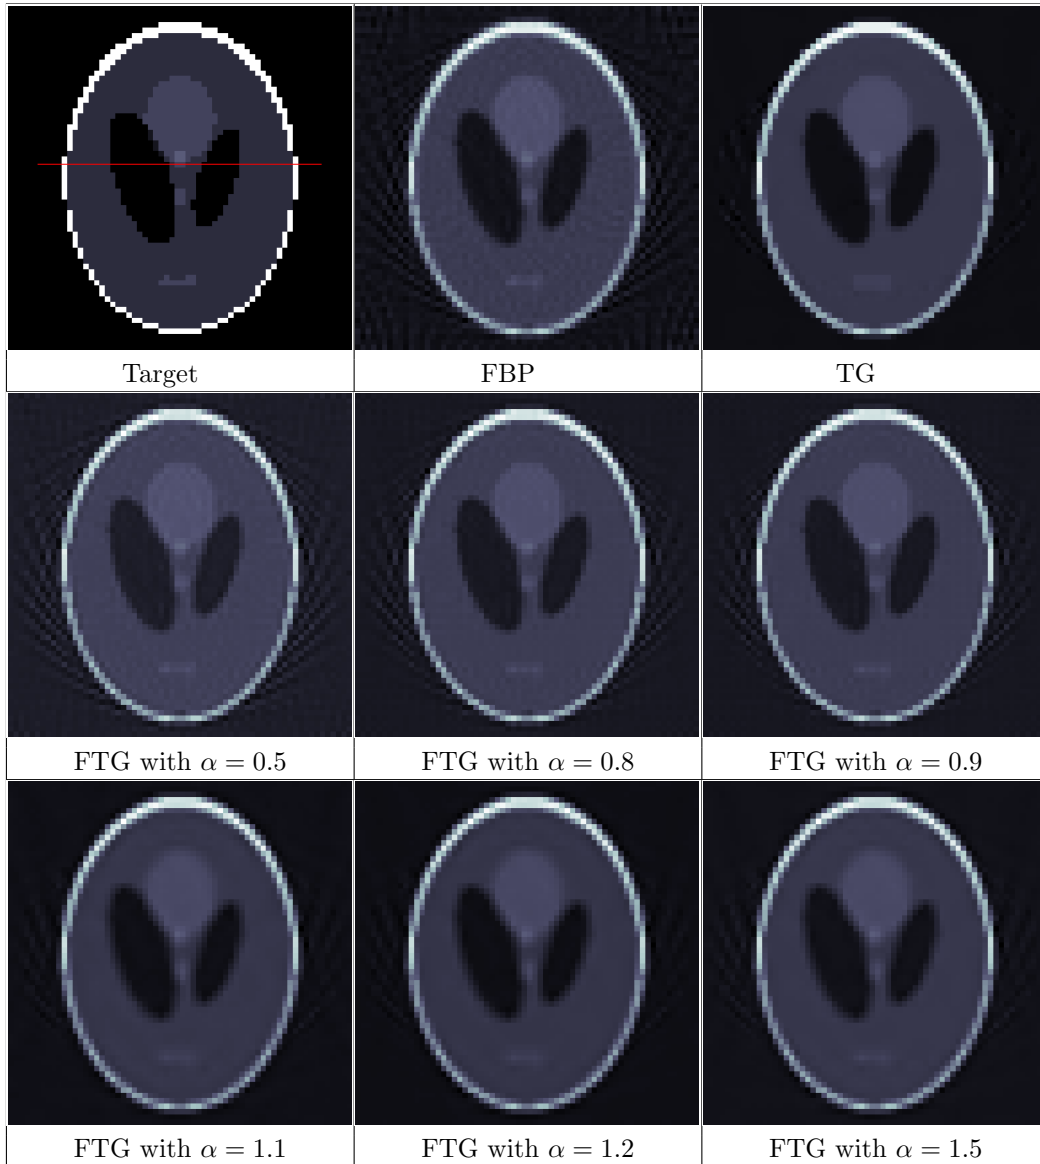 Target
FBP
TG
FTG with α = 0.5
FTG with α = 0.8
FTG with α = 0.9
FTG with α = 1.1
FTG with α = 1.2
FTG with α = 1.5